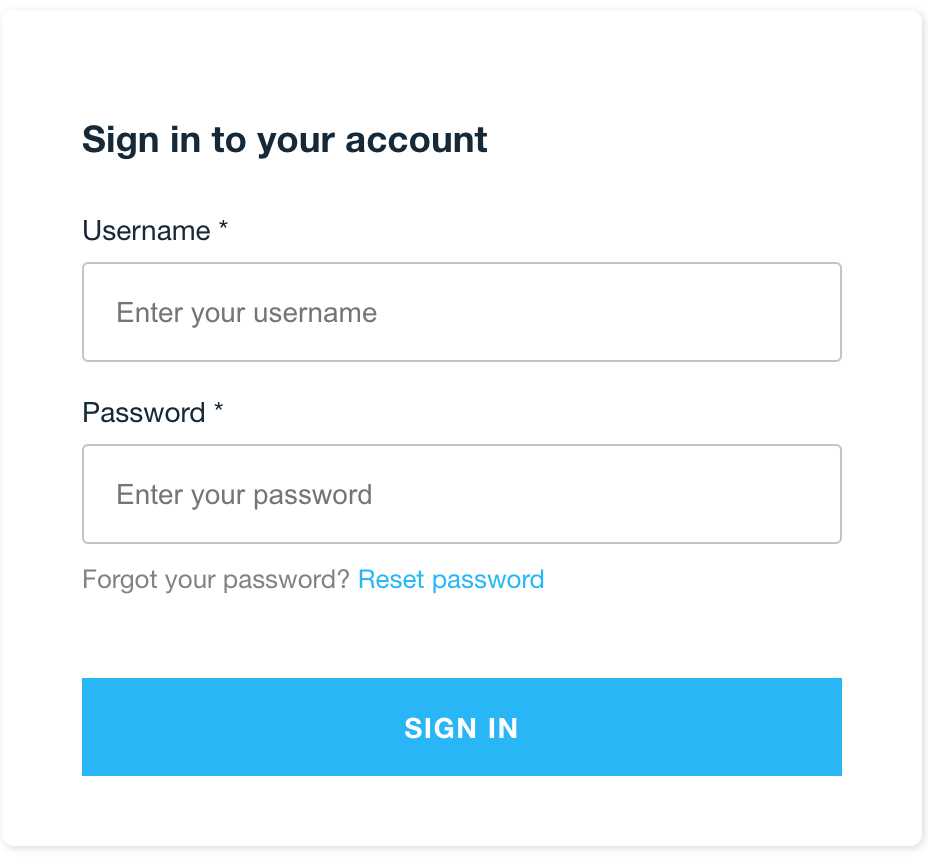 Sign in to your account
Username *
Enter your username
Password *
Enter your password
Forgot your password? Reset password
SIGN IN